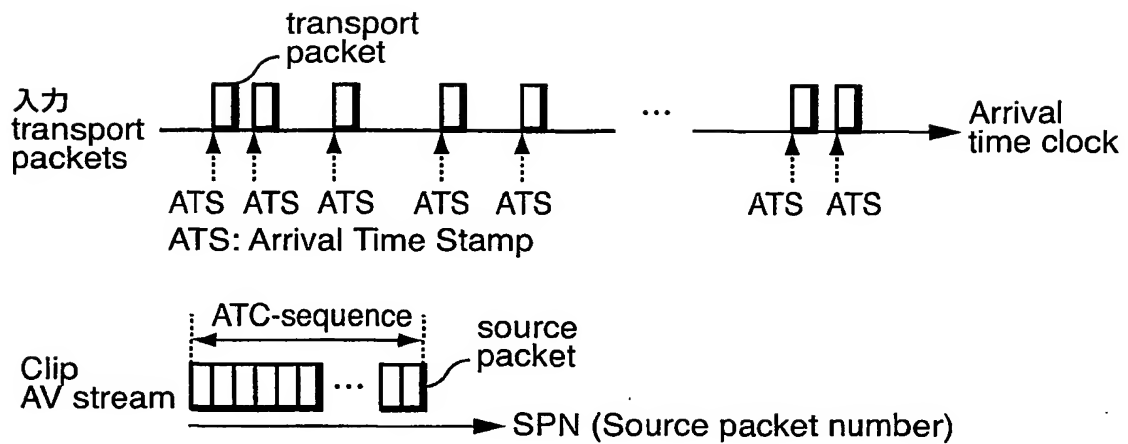 transport
packet
入力
transport
packets
...
Arrival
time clock
ATS ATS ATS ATS ATS ATS ATS
ATS: Arrival Time Stamp
ATC-sequence
source
packet
Clip
AV stream
...
SPN (Source packet number)